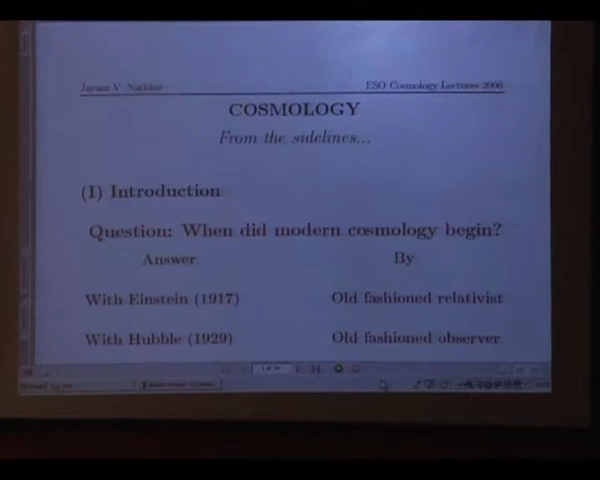 Jayant V. Narlikar ESO Cosmology Lectures 2006
COSMOLOGY
From the sidelines...
(I) Introduction
Question: When did modern cosmology begin?
Answer By
With Einstein (1917) Old fashioned relativist
With Hubble (1929) Old fashioned observer